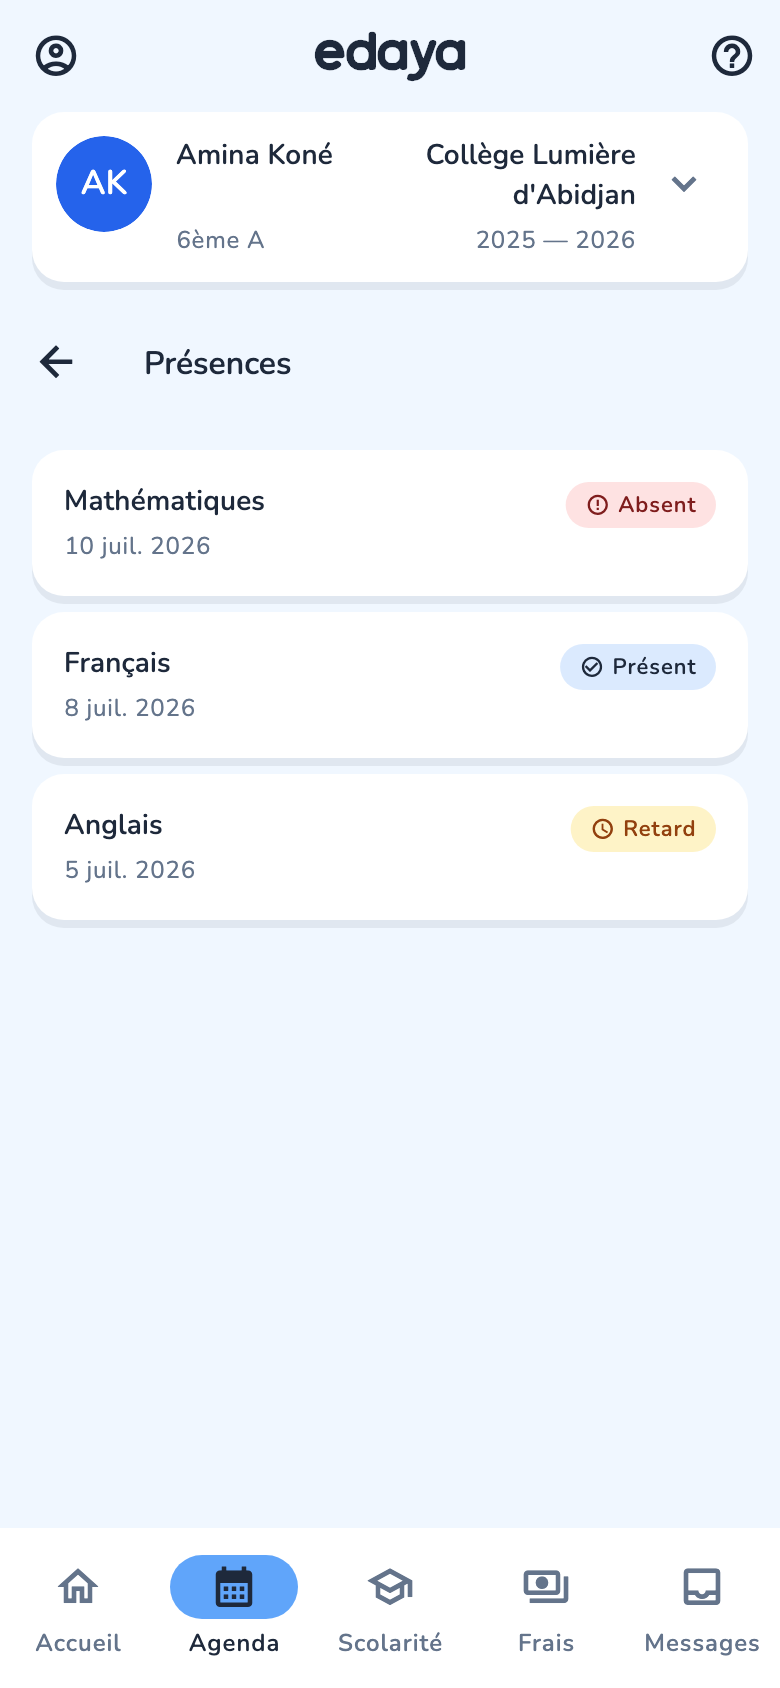 edaya
AK
Amina Koné
Collège Lumière
d'Abidjan
6ème A
2025 — 2026
Présences
Mathématiques
Absent
10 juil. 2026
Français
Présent
8 juil. 2026
Anglais
Retard
5 juil. 2026
Accueil
Agenda
Scolarité
Frais
Messages